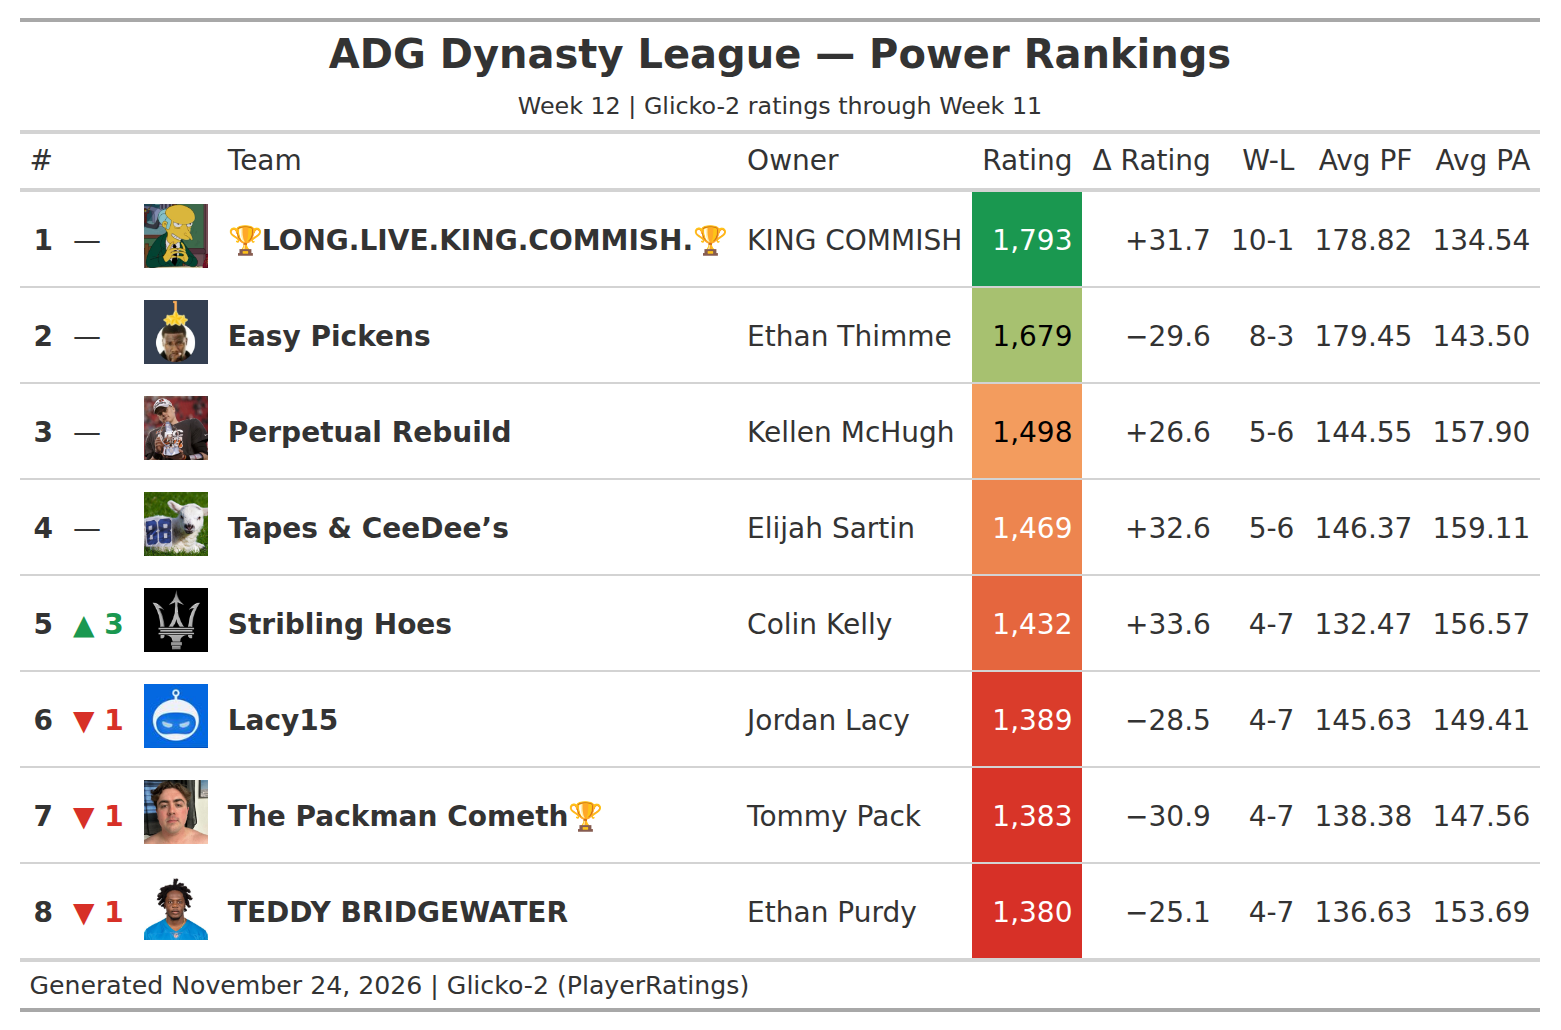 ADG Dynasty League — Power Rankings
Week 12 | Glicko-2 ratings through Week 11
# Team Owner Rating Δ Rating W-L Avg PF Avg PA
1 — 🏆LONG.LIVE.KING.COMMISH.🏆 KING COMMISH 1,793 +31.7 10-1 178.82 134.54
2 — Easy Pickens Ethan Thimme 1,679 −29.6 8-3 179.45 143.50
3 — Perpetual Rebuild Kellen McHugh 1,498 +26.6 5-6 144.55 157.90
4 — 88 Tapes & CeeDee’s Elijah Sartin 1,469 +32.6 5-6 146.37 159.11
5 ▲ 3 Stribling Hoes Colin Kelly 1,432 +33.6 4-7 132.47 156.57
6 ▼ 1 Lacy15 Jordan Lacy 1,389 −28.5 4-7 145.63 149.41
7 ▼ 1 The Packman Cometh🏆 Tommy Pack 1,383 −30.9 4-7 138.38 147.56
8 ▼ 1 TEDDY BRIDGEWATER Ethan Purdy 1,380 −25.1 4-7 136.63 153.69
Generated November 24, 2026 | Glicko-2 (PlayerRatings)